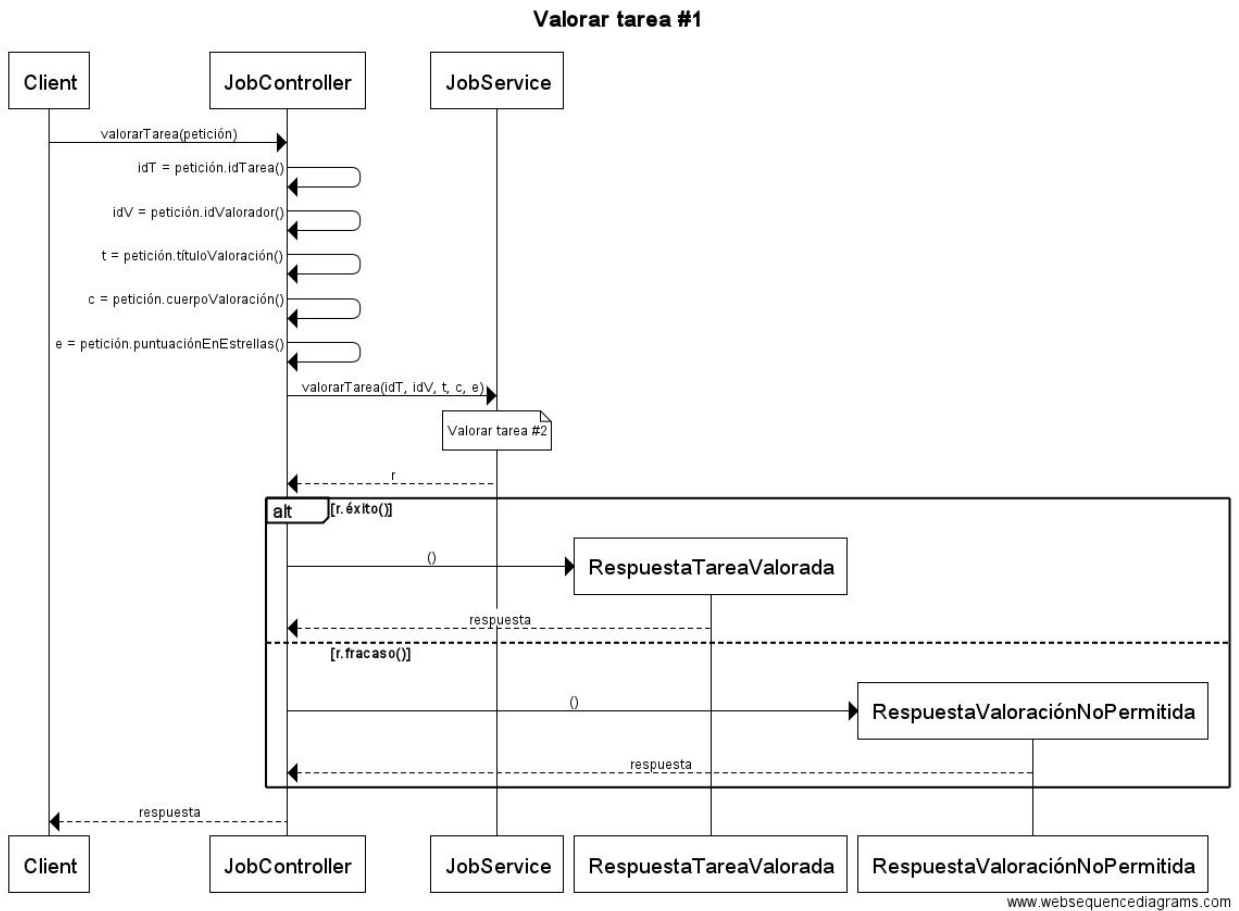 Valorar tarea #1
Client JobController JobService
valorarTarea(petición)
idT = petición.idTarea()
idV = petición.idValorador()
t = petición.títuloValoración()
c = petición.cuerpoValoración()
e = petición.puntuaciónEnEstrellas()
valorarTarea(idT, idV, t, c, e)
Valorar tarea #2
r
alt [r.éxito()]
()
RespuestaTareaValorada
respuesta
[r.fracaso()]
()
RespuestaValoraciónNoPermitida
respuesta
respuesta
Client JobController JobService RespuestaTareaValorada RespuestaValoraciónNoPermitida
www.websequencediagrams.com